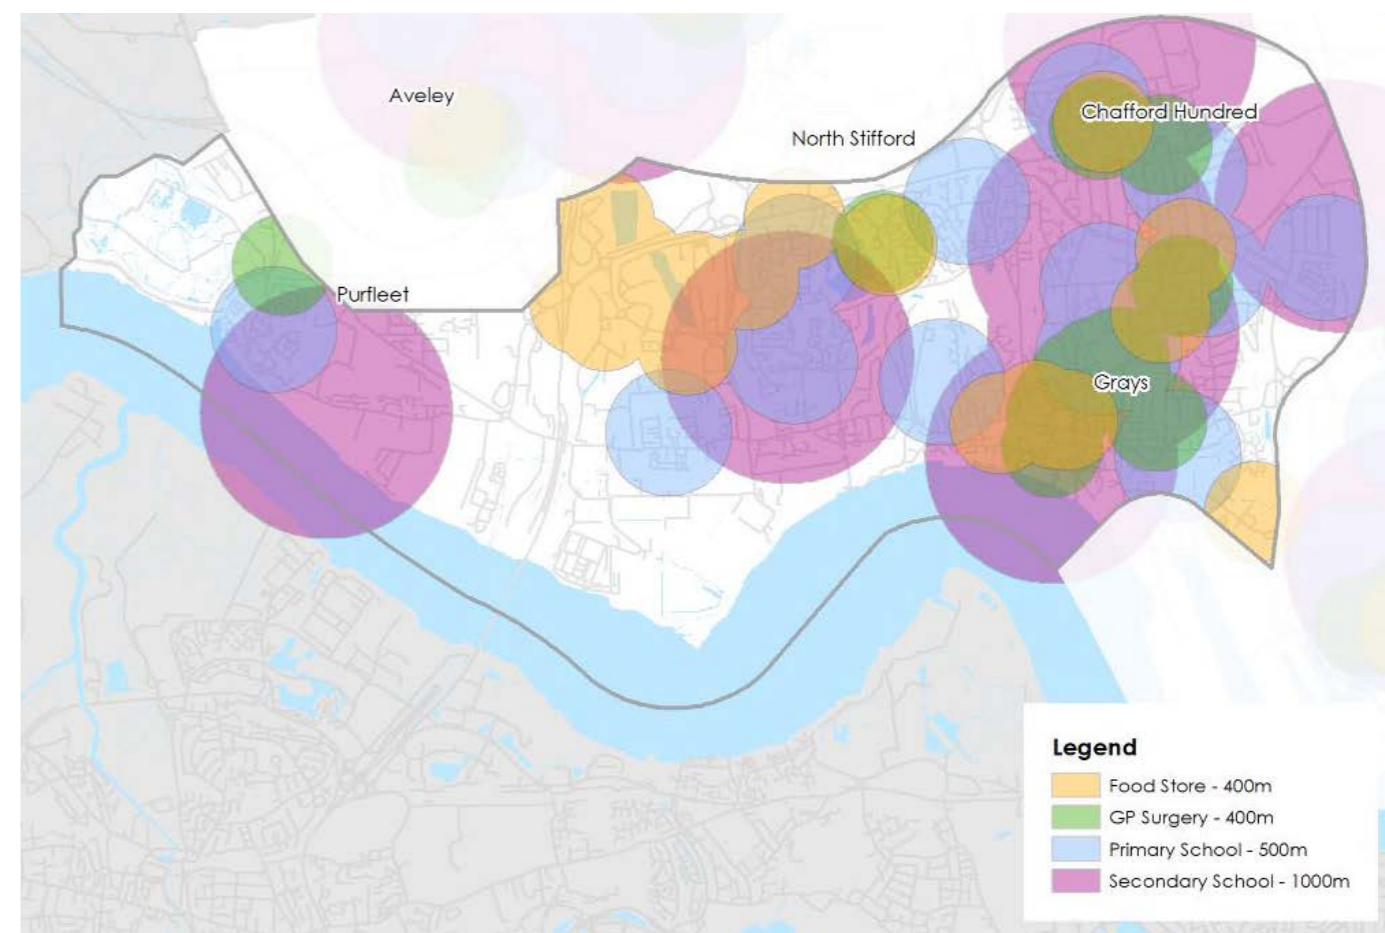 Aveley
Chafford Hundred
North Stifford
Purfleet
Grays
Legend
Food Store - 400m
GP Surgery - 400m
Primary School - 500m
Secondary School - 1000m